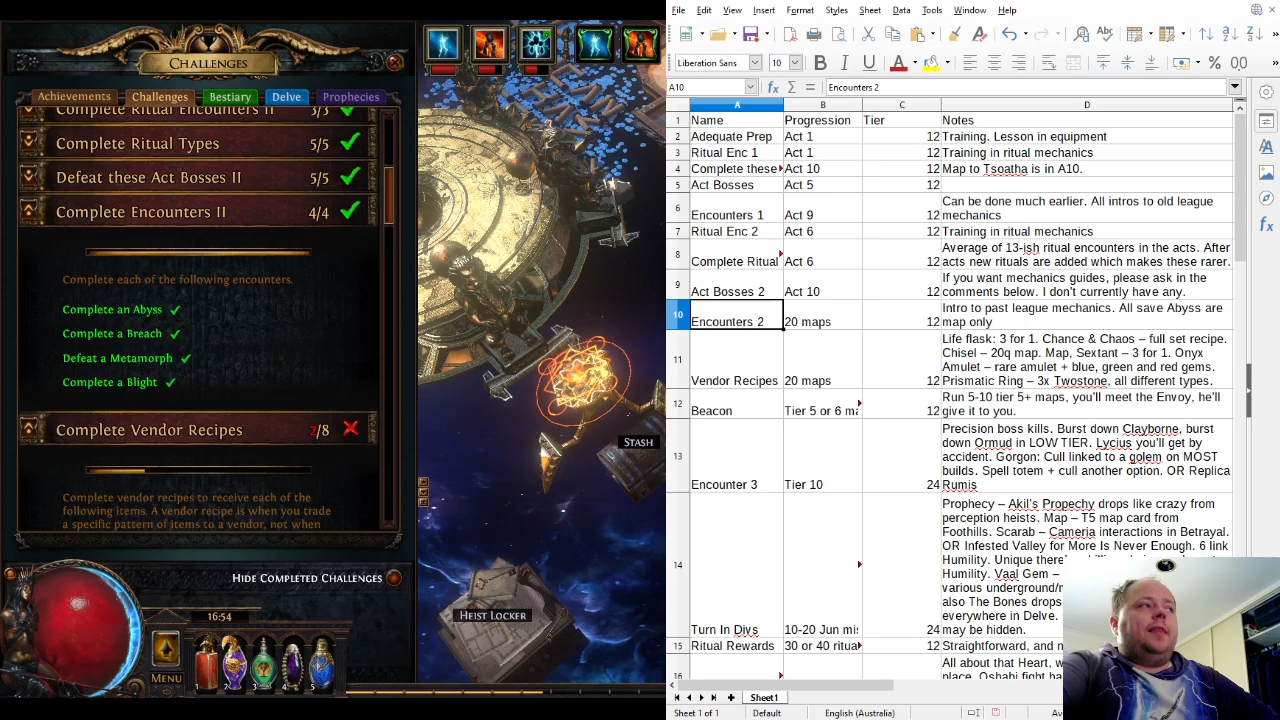 CHALLENGES
Achievements Challenges Bestiary Delve Prophecies
Complete Ritual Encounters II 3/3
Complete Ritual Types 5/5
Defeat these Act Bosses II 5/5
Complete Encounters II 4/4
Complete each of the following encounters.
Complete an Abyss
Complete a Breach
Defeat a Metamorph
Complete a Blight
Complete Vendor Recipes 2/8
Complete vendor recipes to receive each of the
following items. A vendor recipe is when you trade
a specific pattern of items to a vendor, not when
HIDE COMPLETED CHALLENGES
16:54
MENU
1 2 3 4 5
STASH
HEIST LOCKER
File Edit View Insert Format Styles Sheet Data Tools Window Help
Liberation Sans 10
A10 Encounters 2
A B C D
1 Name Progression Tier Notes
2 Adequate Prep Act 1 12 Training. Lesson in equipment
3 Ritual Enc 1 Act 1 12 Training in ritual mechanics
4 Complete these Act 10 12 Map to Tsoatha is in A10.
5 Act Bosses Act 5 12
6 Encounters 1 Act 9 12 Can be done much earlier. All intros to old league
mechanics
7 Ritual Enc 2 Act 6 12 Training in ritual mechanics
8 Complete Ritual Act 6 12 Average of 13-ish ritual encounters in the acts. After
acts new rituals are added which makes these rarer.
9 Act Bosses 2 Act 10 12 If you want mechanics guides, please ask in the
comments below. I don't currently have any.
10 Encounters 2 20 maps 12 Intro to past league mechanics. All save Abyss are
map only
11 Vendor Recipes 20 maps 12 Life flask: 3 for 1. Chance & Chaos – full set recipe.
Chisel – 20q map. Map, Sextant – 3 for 1. Onyx
Amulet – rare amulet + blue, green and red gems.
Prismatic Ring – 3x Twostone, all different types.
12 Beacon Tier 5 or 6 ma 12 Run 5-10 tier 5+ maps, you'll meet the Envoy, he'll
give it to you.
13 Encounter 3 Tier 10 24 Precision boss kills. Burst down Clayborne, burst
down Ormud in LOW TIER. Lycius you'll get by
accident. Gorgon: Cull linked to a golem on MOST
builds. Spell totem + cull another option. OR Replica
Rumis
14 Turn In Divs 10-20 Jun mis 24 Prophecy – Akil's Propechy drops like crazy from
perception heists. Map – T5 map card from
Foothills. Scarab – Cameria interactions in Betrayal.
OR Infested Valley for More Is Never Enough. 6 link
Humility. Unique there
Humility. Vaal Gem –
various underground/
also The Bones drops
everywhere in Delve.
may be hidden.
15 Ritual Rewards 30 or 40 ritua 12 Straightforward, and
16 All about that Heart,
place. Oshabi fight
Sheet1
Sheet 1 of 1 Default English (Australia)